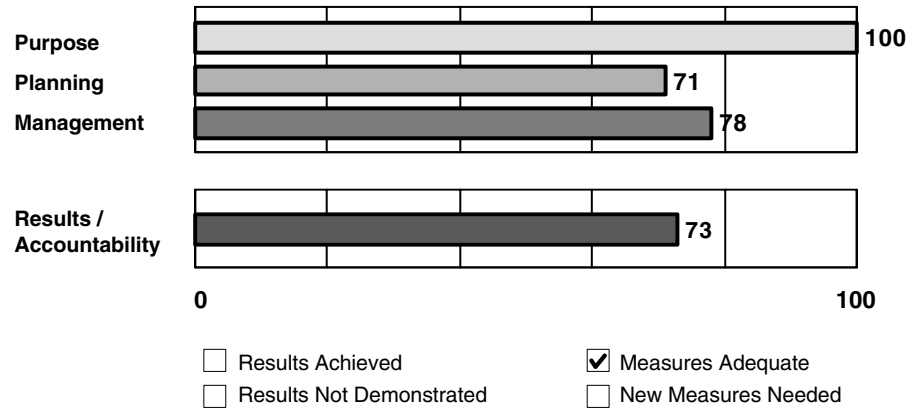 Purpose 100
Planning 71
Management 78
Results /
Accountability 73
0 100
Results Achieved Measures Adequate
Results Not Demonstrated New Measures Needed